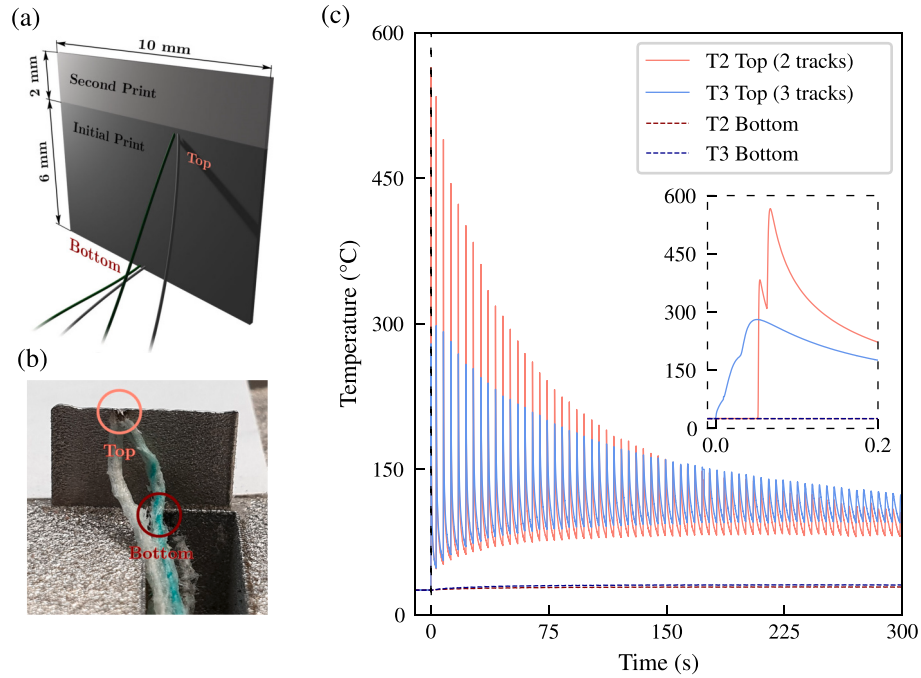 (a)
10 mm
2 mm
Second Print
Initial Print
6 mm
Top
Bottom
(b)
Top
Bottom
(c)
600
450
300
150
0
Temperature (°C)
0
75
150
225
300
Time (s)
T2 Top (2 tracks)
T3 Top (3 tracks)
T2 Bottom
T3 Bottom
600
450
300
150
0
0.0
0.2